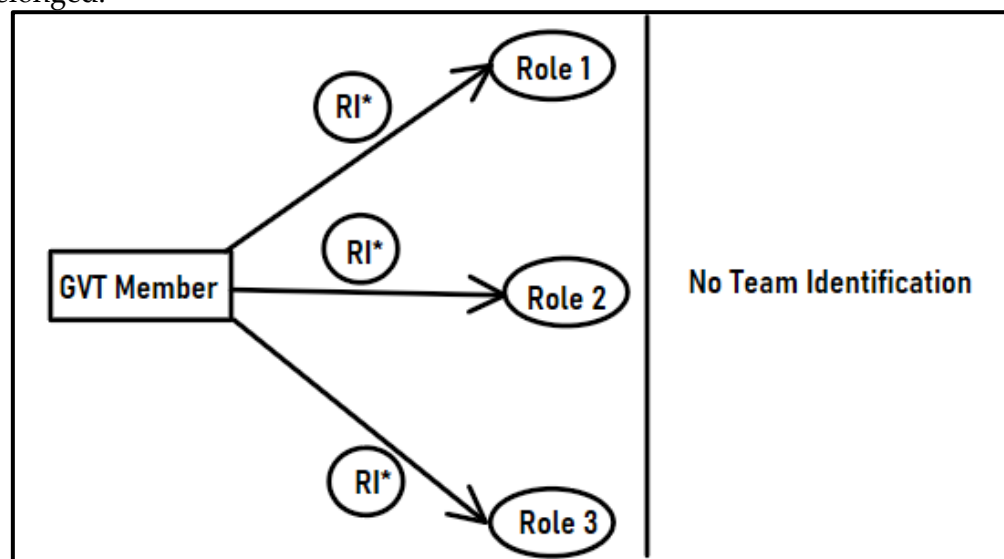 Role 1
RI*
RI*
GVT Member
Role 2
No Team Identification
RI*
Role 3